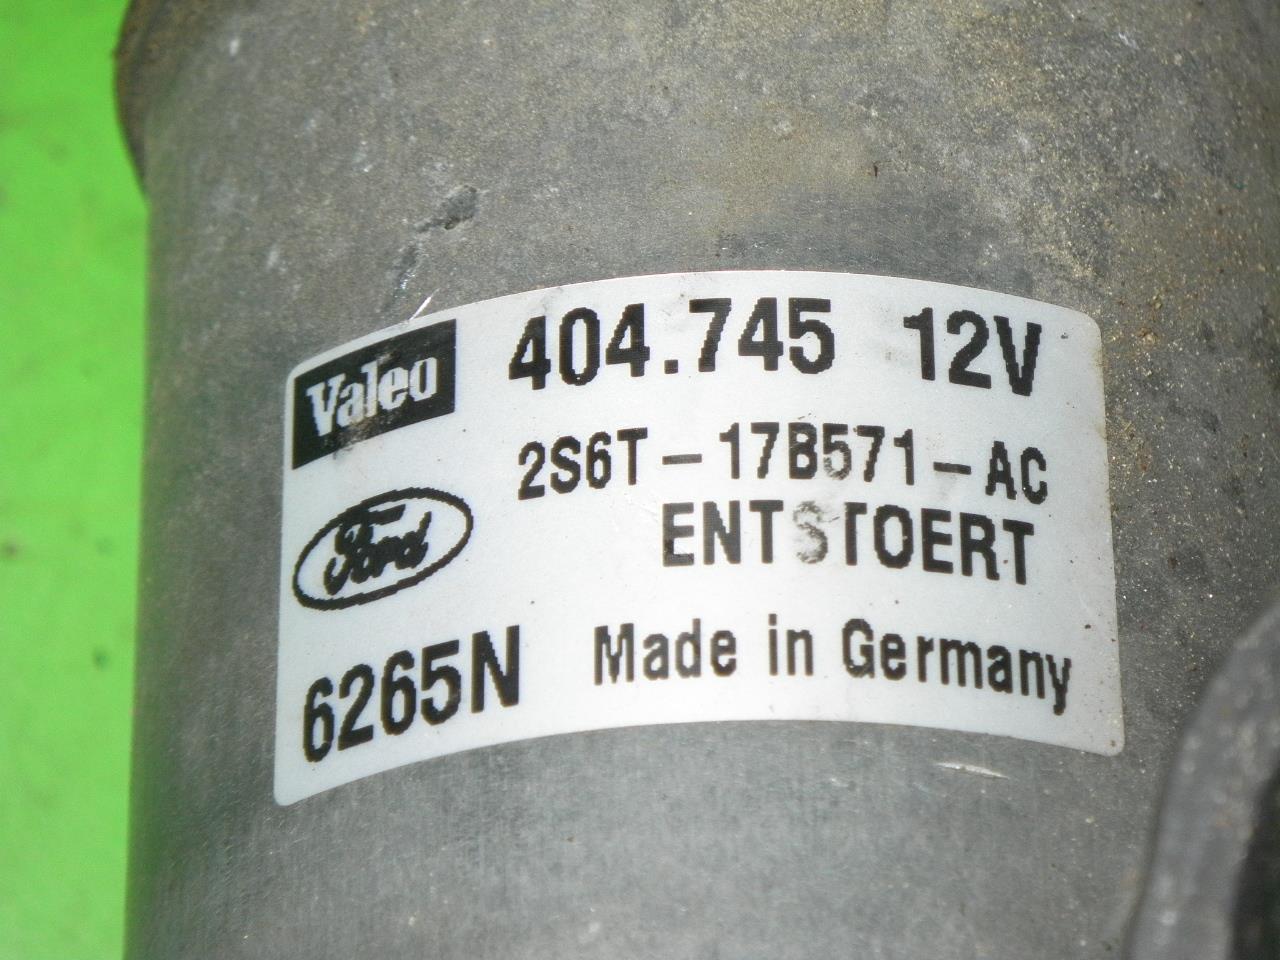 Valeo 404.745 12V
2S6T-17B571-AC
Ford ENTSTOERT
6265N Made in Germany